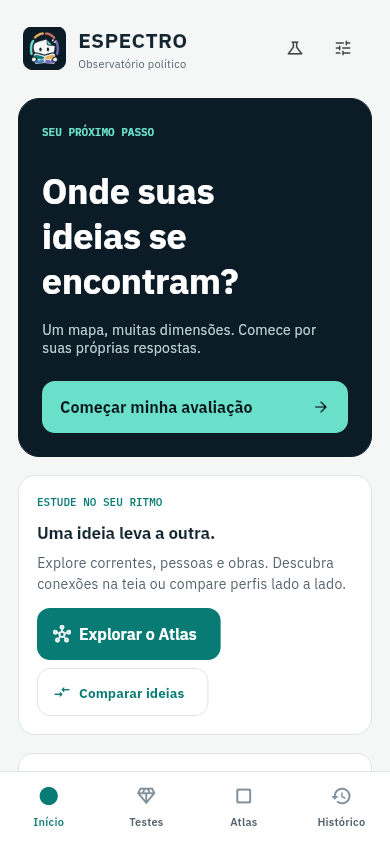 ESPECTRO
Observatório político
SEU PRÓXIMO PASSO
Onde suas
ideias se
encontram?
Um mapa, muitas dimensões. Comece por
suas próprias respostas.
Começar minha avaliação
ESTUDE NO SEU RITMO
Uma ideia leva a outra.
Explore correntes, pessoas e obras. Descubra
conexões na teia ou compare perfis lado a lado.
Explorar o Atlas
Comparar ideias
Início
Testes
Atlas
Histórico